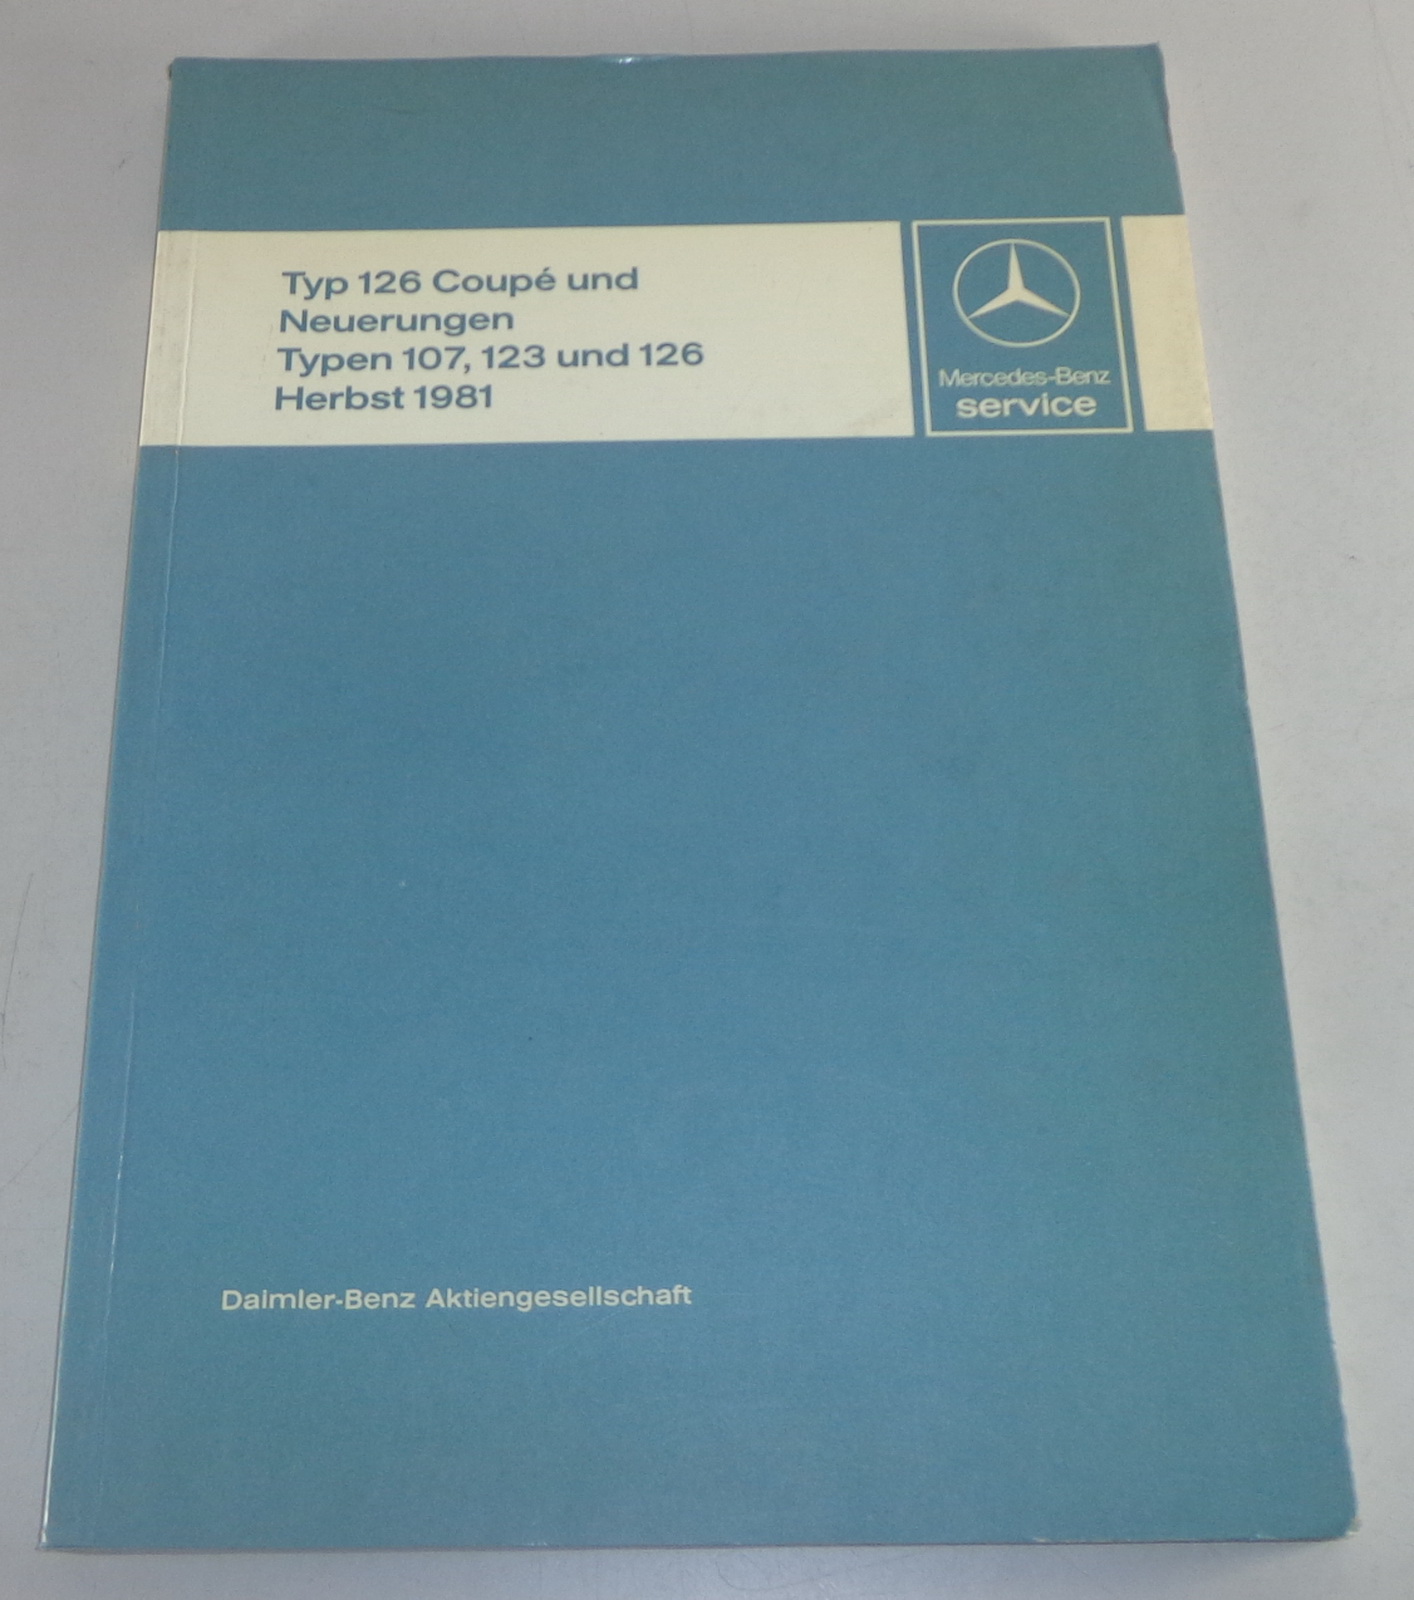 Typ 126 Coupé und
Neuerungen
Typen 107, 123 und 126
Herbst 1981
Mercedes-Benz
service
Daimler-Benz Aktiengesellschaft